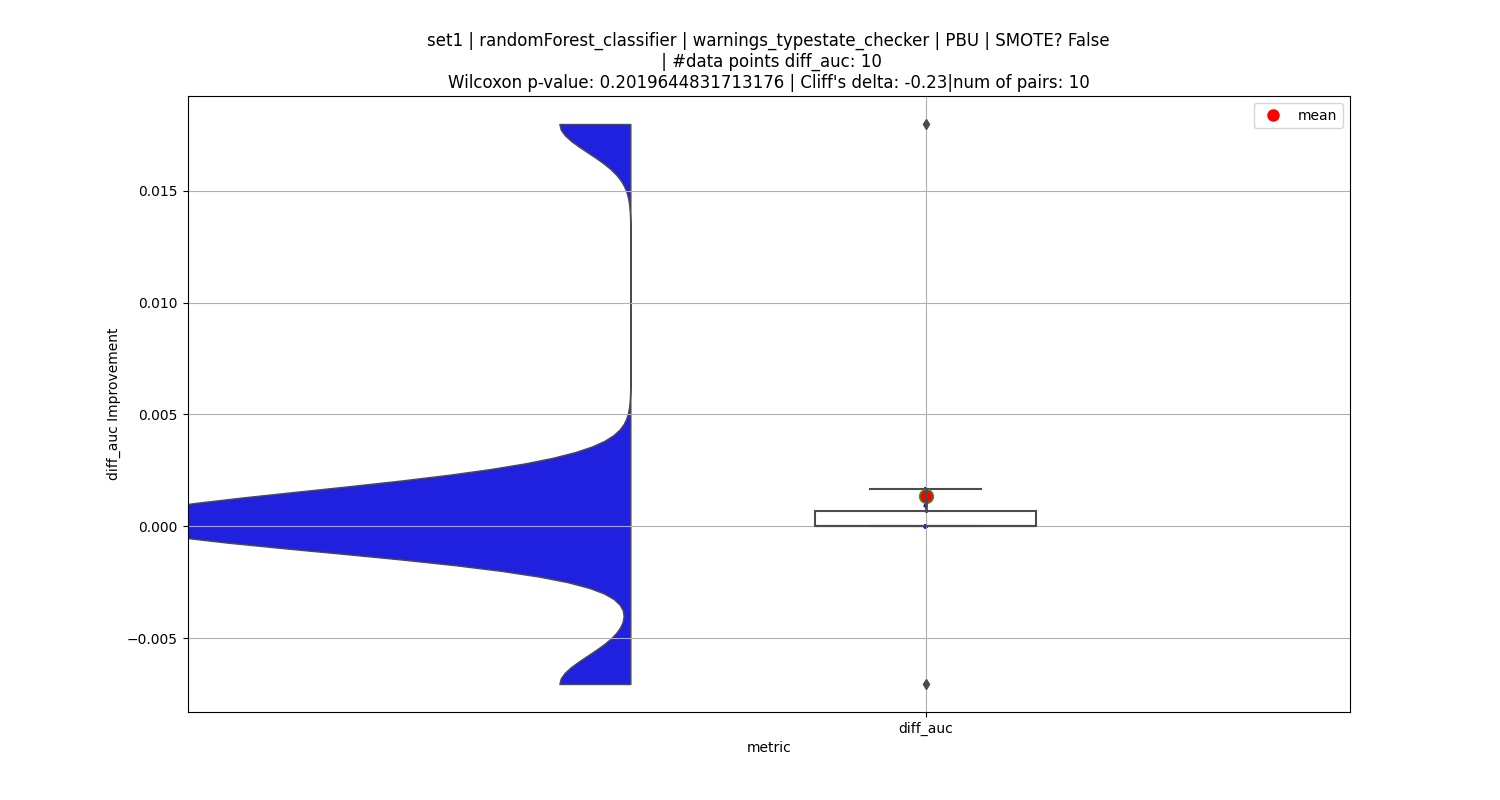 set1 | randomForest_classifier | warnings_typestate_checker | PBU | SMOTE? False
| #data points diff_auc: 10
Wilcoxon p-value: 0.2019644831713176 | Cliff's delta: -0.23|num of pairs: 10
mean
0.015
0.010
0.005
0.000
−0.005
diff_auc Improvement
diff_auc
metric